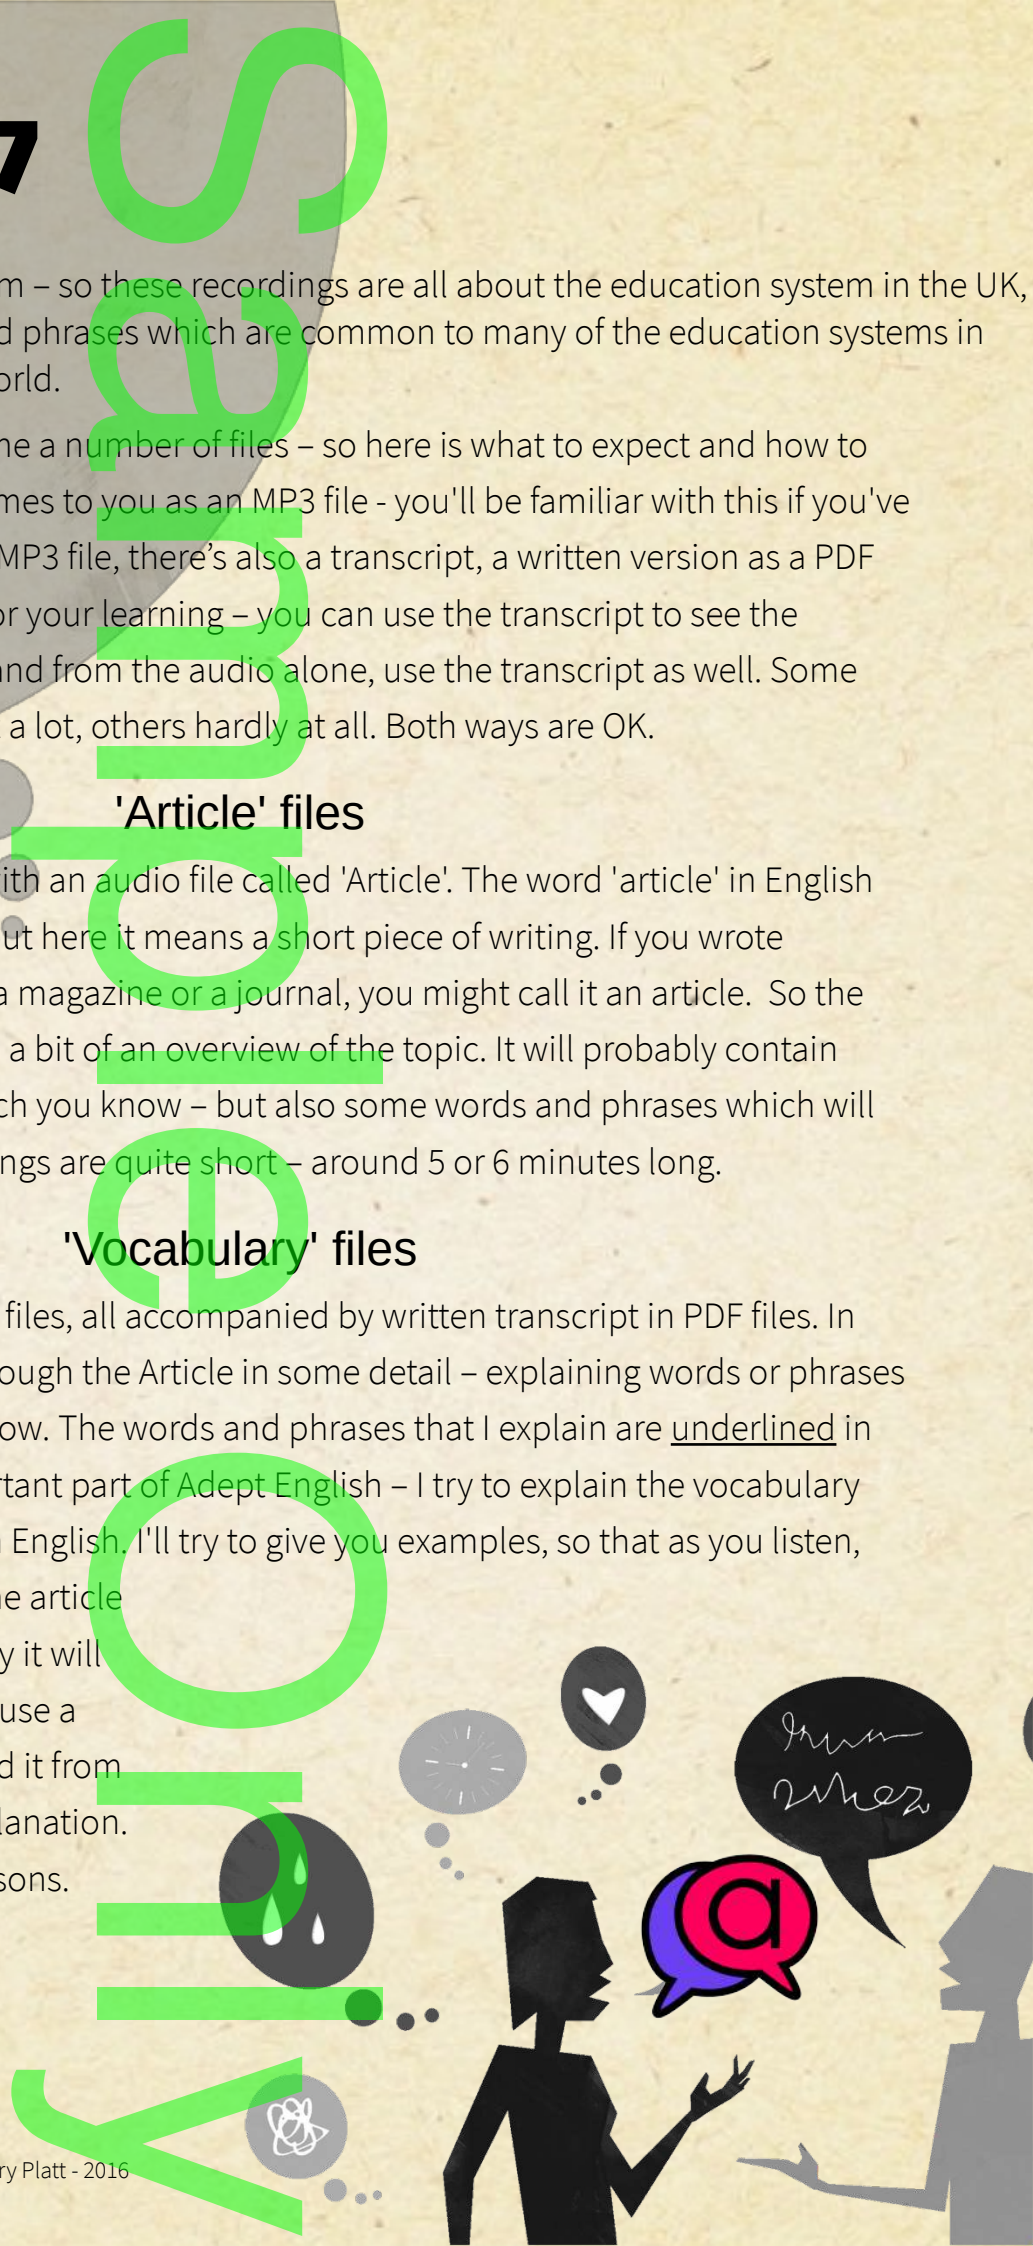 7
m – so these recordings are all about the education system in the UK,
d phrases which are common to many of the education systems in
orld.
ne a number of files – so here is what to expect and how to
mes to you as an MP3 file - you'll be familiar with this if you've
MP3 file, there’s also a transcript, a written version as a PDF
or your learning – you can use the transcript to see the
and from the audio alone, use the transcript as well. Some
a lot, others hardly at all. Both ways are OK.
'Article' files
ith an audio file called 'Article'. The word 'article' in English
ut here it means a short piece of writing. If you wrote
a magazine or a journal, you might call it an article. So the
a bit of an overview of the topic. It will probably contain
ch you know – but also some words and phrases which will
ngs are quite short – around 5 or 6 minutes long.
'Vocabulary' files
files, all accompanied by written transcript in PDF files. In
ough the Article in some detail – explaining words or phrases
ow. The words and phrases that I explain are underlined in
rtant part of Adept English – I try to explain the vocabulary
n English. I'll try to give you examples, so that as you listen,
ne article
y it will
use a
d it from
lanation.
sons.
a
ry Platt - 2016
Sample Only